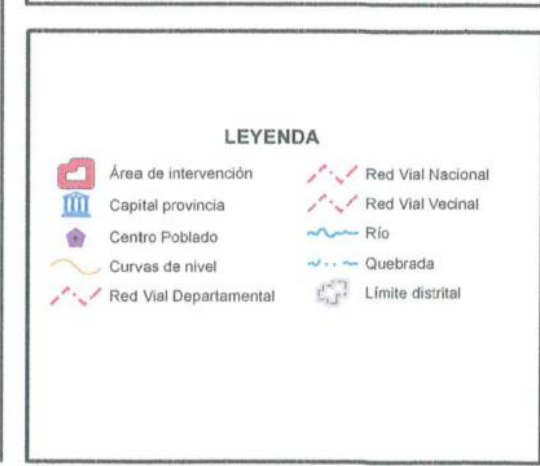 LEYENDA
Área de intervención
Capital provincia
Centro Poblado
Curvas de nivel
Red Vial Departamental
Red Vial Nacional
Red Vial Vecinal
Río
Quebrada
Límite distrital